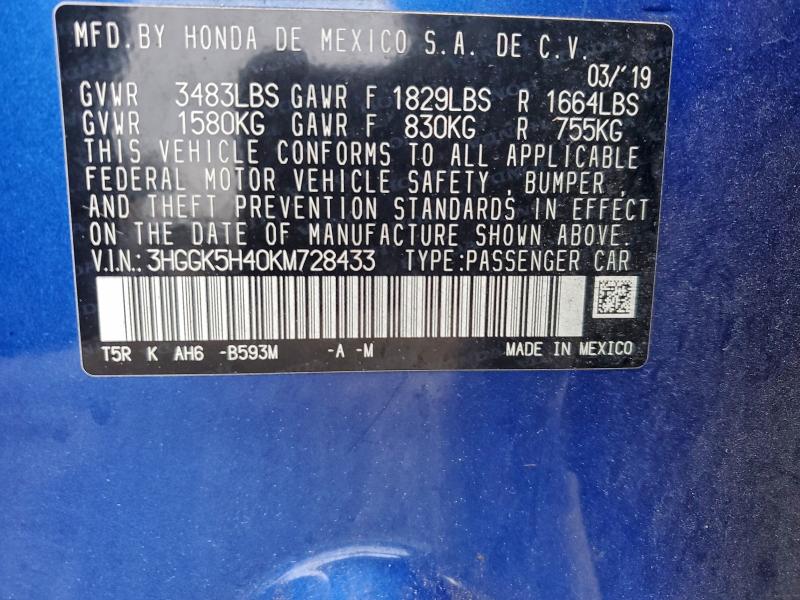 MFD. BY HONDA DE MEXICO S.A. DE C.V.
03/'19
GVWR 3483LBS GAWR F 1829LBS R 1664LBS
GVWR 1580KG GAWR F 830KG R 755KG
THIS VEHICLE CONFORMS TO ALL APPLICABLE
FEDERAL MOTOR VEHICLE SAFETY , BUMPER ,
AND THEFT PREVENTION STANDARDS IN EFFECT
ON THE DATE OF MANUFACTURE SHOWN ABOVE.
V.I.N.: 3HGGK5H40KM728433 TYPE:PASSENGER CAR
T5R K AH6 -B593M -A -M MADE IN MEXICO